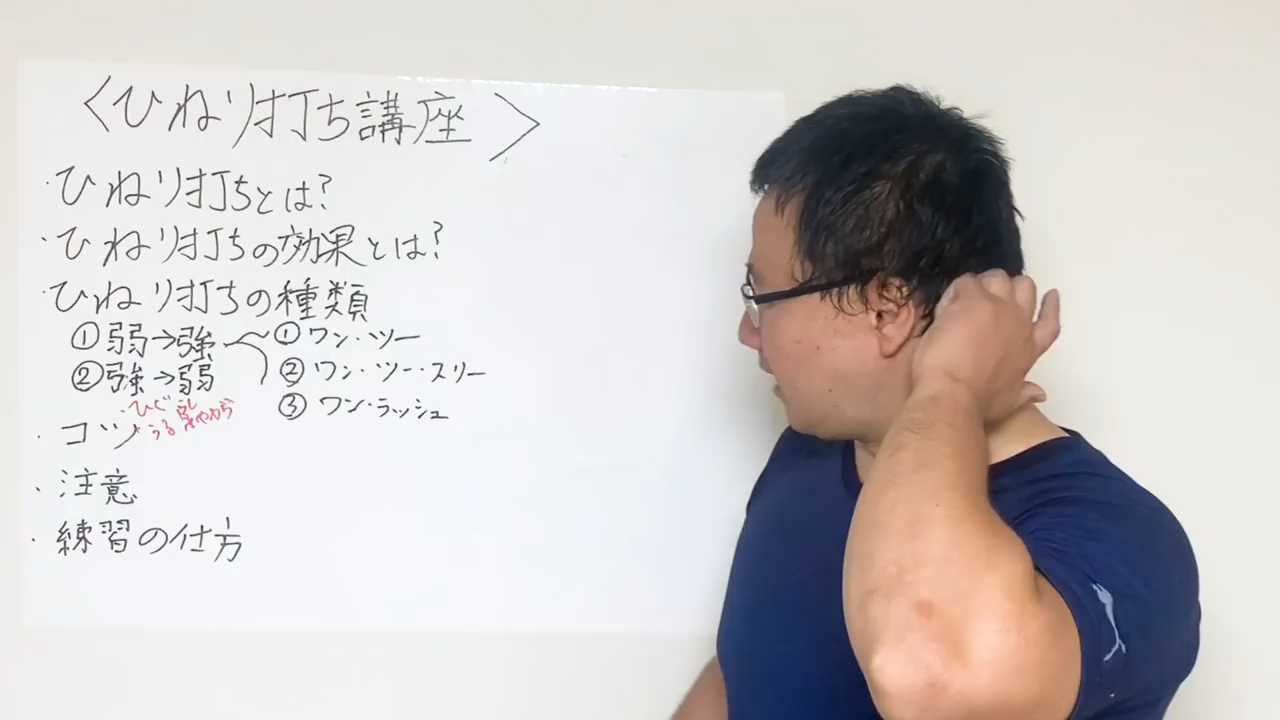 〈ひねり打ち講座〉
・ひねり打ちとは?
・ひねり打ちの効果とは?
・ひねり打ちの種類
①弱→強 ①ワン・ツー
②強→弱 ②ワン・ツー・スリー
③ワン・ラッシュ
・コツ
・注意
・練習の仕方